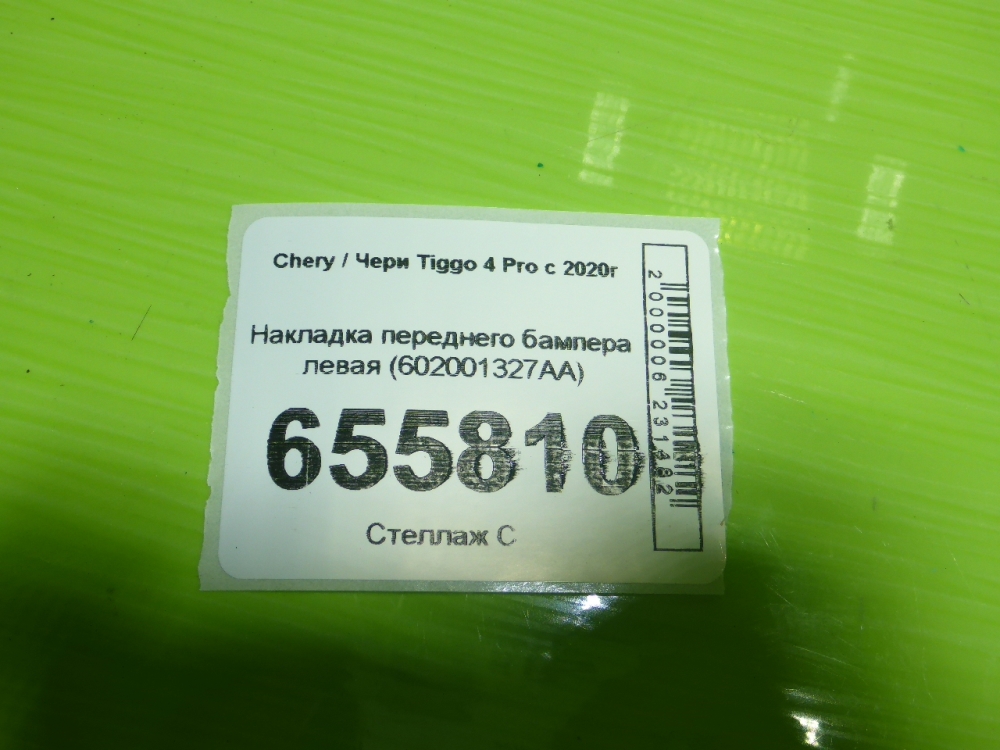 Chery / Чери Tiggo 4 Pro с 2020г
Накладка переднего бампера
левая (602001327AA)
655810
Стеллаж С
2000006231482